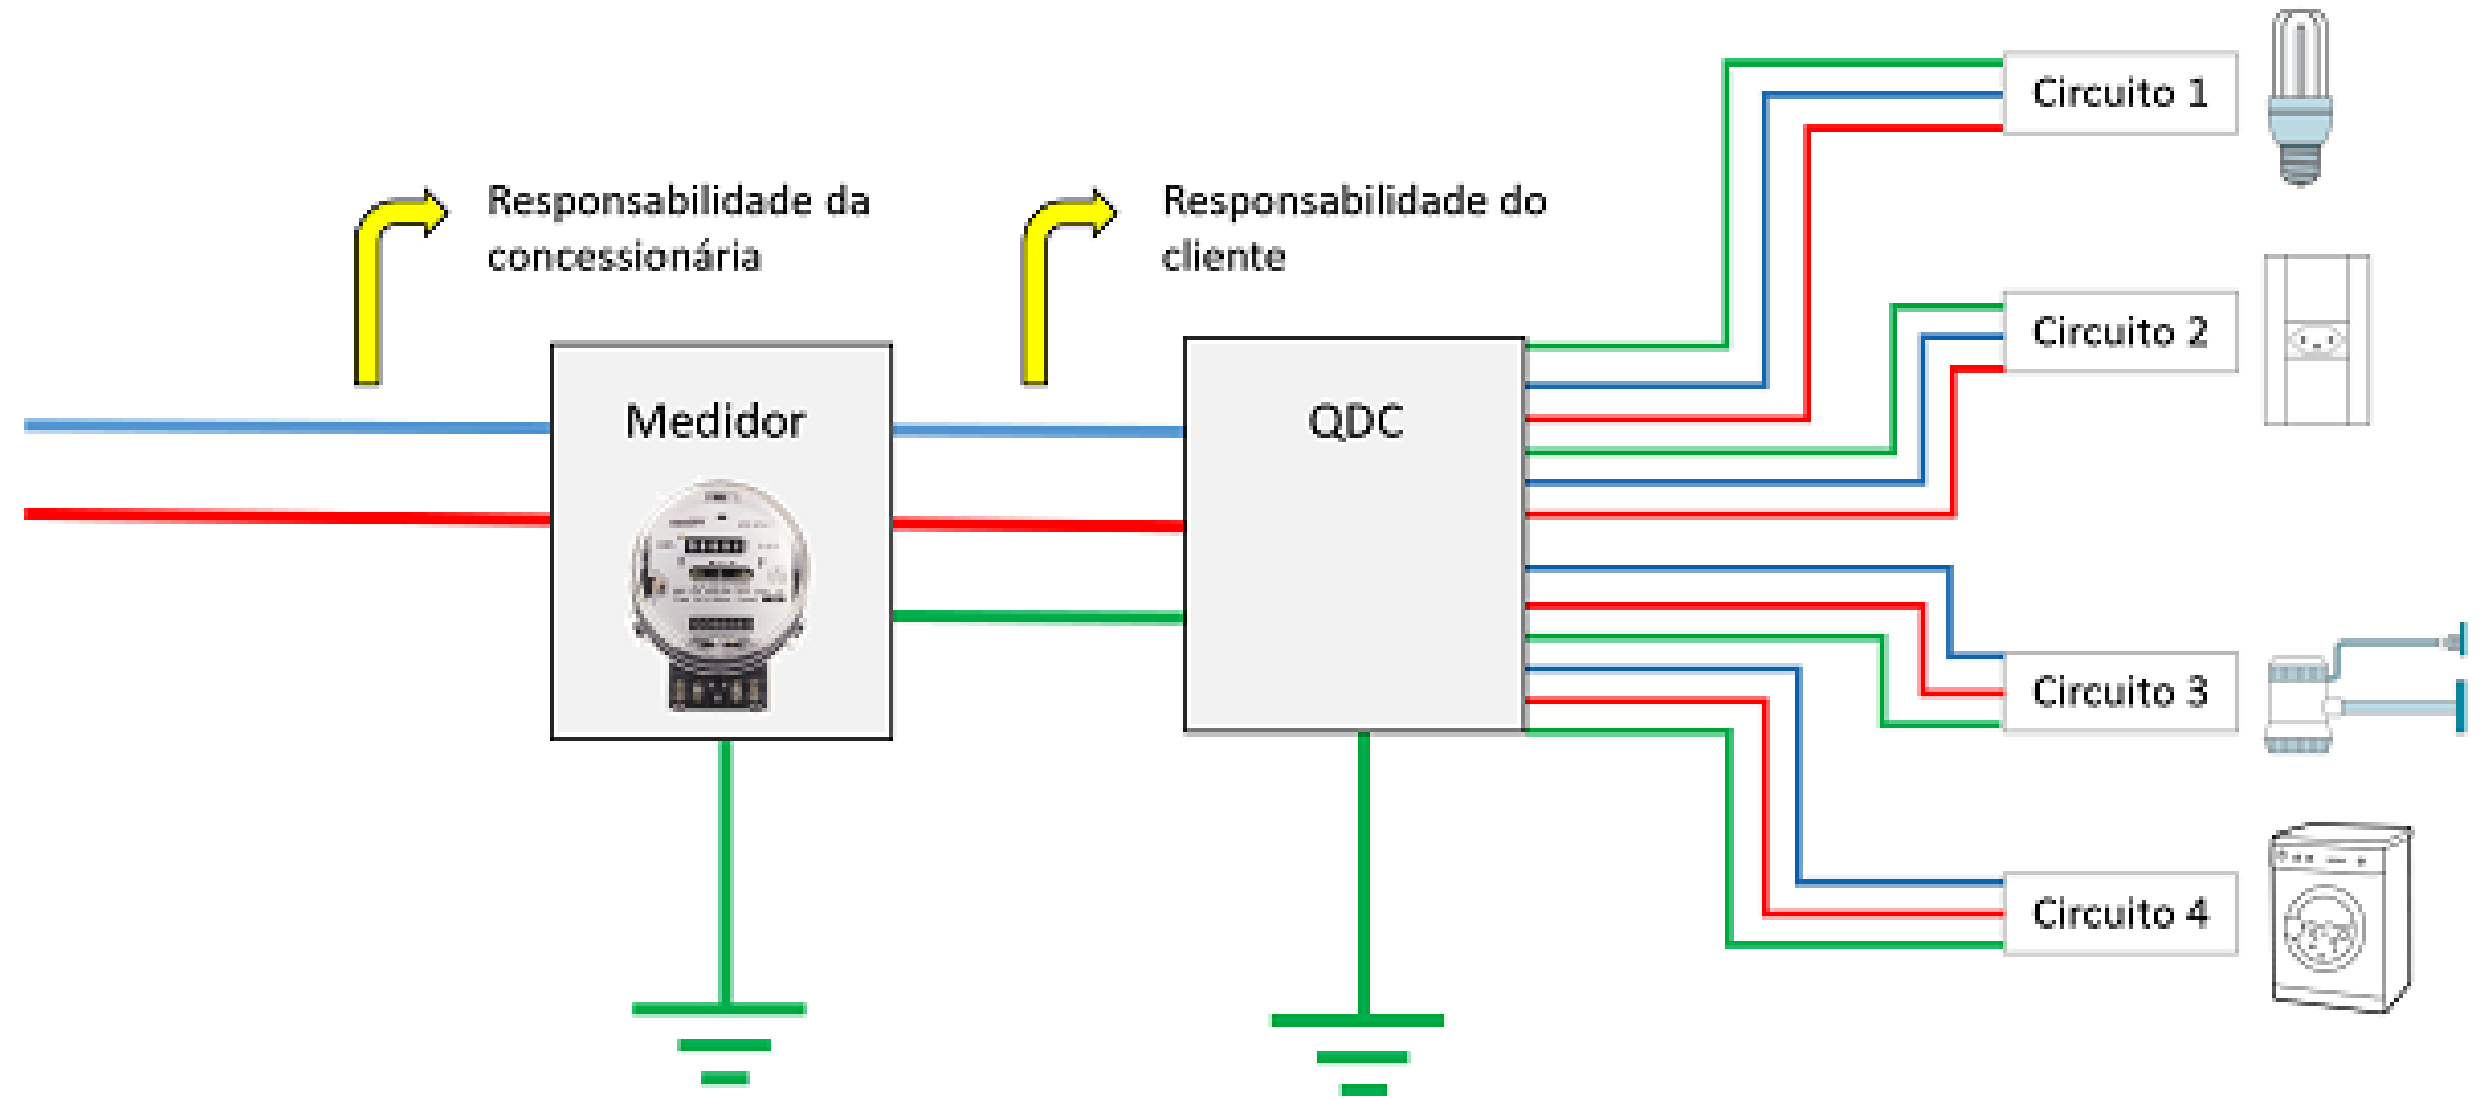 Responsabilidade da
concessionária
Responsabilidade do
cliente
Medidor
QDC
Circuito 1
Circuito 2
Circuito 3
Circuito 4